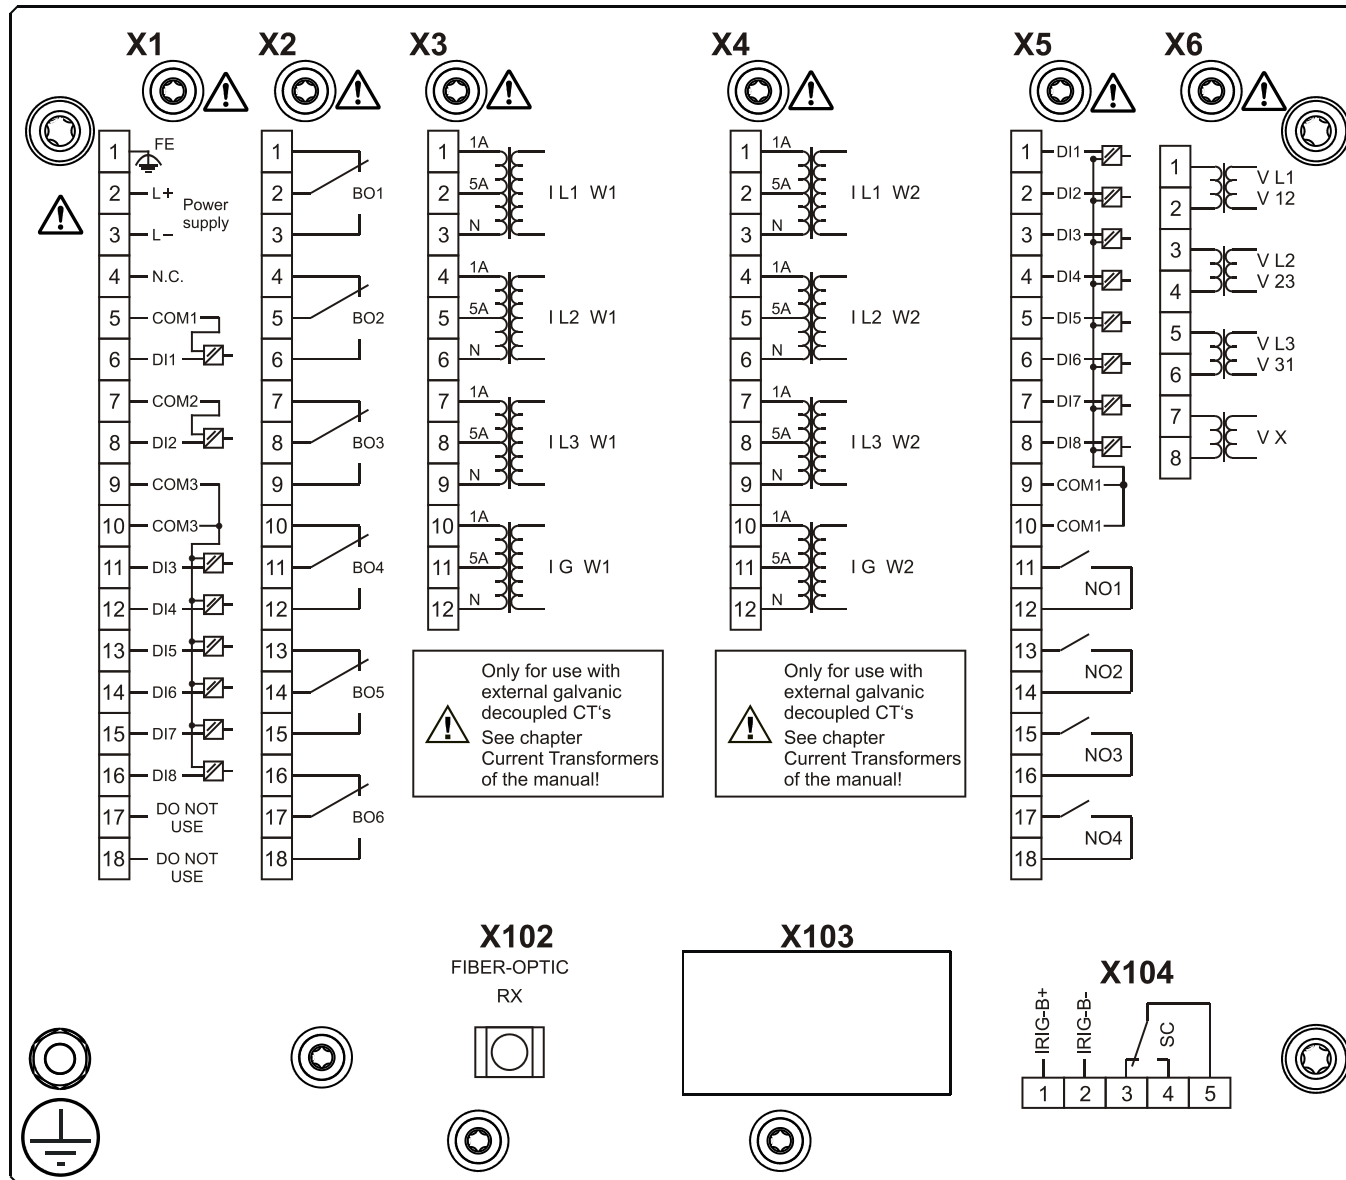 X1
1
FE
2
L+
Power
supply
3
L−
4
N.C.
5
COM1
6
DI1
7
COM2
8
DI2
9
COM3
10
COM3
11
DI3
12
DI4
13
DI5
14
DI6
15
DI7
16
DI8
17
DO NOT
USE
18
DO NOT
USE
X2
1
2
BO1
3
4
5
BO2
6
7
8
BO3
9
10
11
BO4
12
13
14
BO5
15
16
17
BO6
18
X3
1
1A
2
5A
I L1 W1
3
N
4
1A
5
5A
I L2 W1
6
N
7
1A
8
5A
I L3 W1
9
N
10
1A
11
5A
I G W1
12
N
!
Only for use with
external galvanic
decoupled CT‘s
See chapter
Current Transformers
of the manual!
X4
1
1A
2
5A
I L1 W2
3
N
4
1A
5
5A
I L2 W2
6
N
7
1A
8
5A
I L3 W2
9
N
10
1A
11
5A
I G W2
12
N
!
Only for use with
external galvanic
decoupled CT‘s
See chapter
Current Transformers
of the manual!
X5
1
DI1
2
DI2
3
DI3
4
DI4
5
DI5
6
DI6
7
DI7
8
DI8
9
COM1
10
COM1
11
NO1
12
13
NO2
14
15
NO3
16
17
NO4
18
X6
1
V L1
V 12
2
3
V L2
V 23
4
5
V L3
V 31
6
7
V X
8
X102
FIBER-OPTIC
RX
X103
X104
IRIG-B+
IRIG-B-
SC
1 2 3 4 5